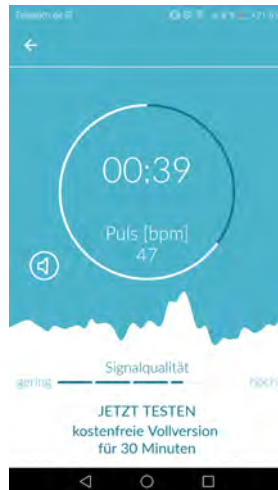 00:39
Puls [bpm]
47
Signalqualität
gering hoch
JETZT TESTEN
kostenfreie Vollversion
für 30 Minuten